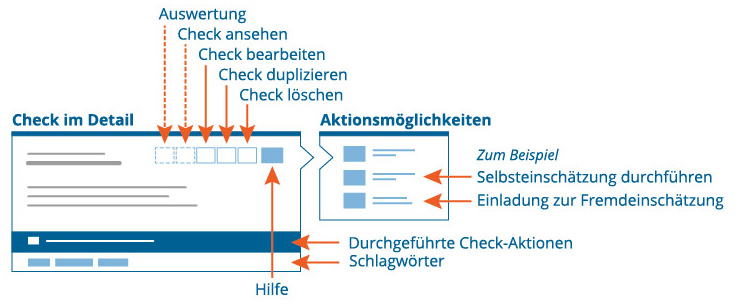 Auswertung
Check ansehen
Check bearbeiten
Check duplizieren
Check löschen
Check im Detail
Aktionsmöglichkeiten
Zum Beispiel
Selbsteinschätzung durchführen
Einladung zur Fremdeinschätzung
Durchgeführte Check-Aktionen
Schlagwörter
Hilfe